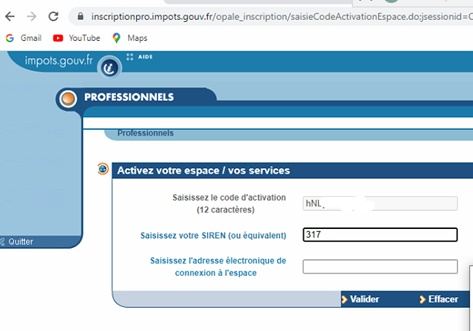 inscriptionpro.impots.gouv.fr/opale_inscription/saisieCodeActivationEspace.do;jsessionid=
Gmail YouTube Maps
impots.gouv.fr AIDE
PROFESSIONNELS
Professionnels
Activez votre espace / vos services
Saisissez le code d'activation
(12 caractères)
hNL
Saisissez votre SIREN (ou équivalent)
317
Saisissez l'adresse électronique de
connexion à l'espace
Quitter
Valider Effacer